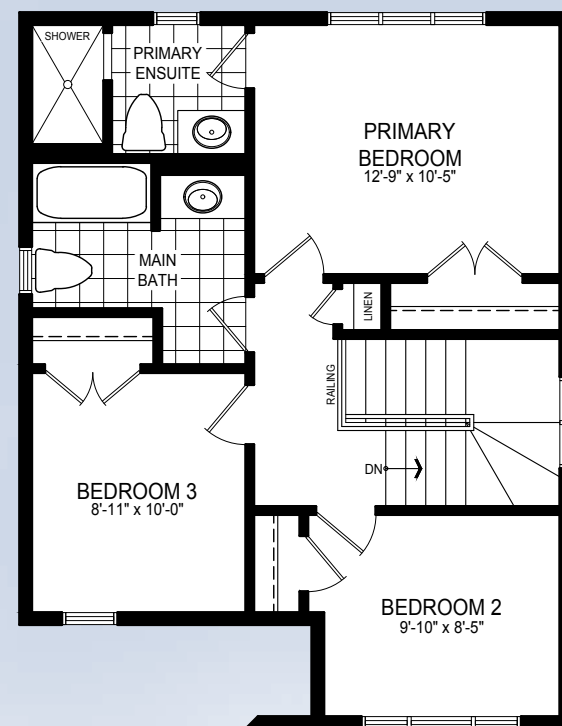 SHOWER
PRIMARY
ENSUITE
PRIMARY
BEDROOM
12'-9" x 10'-5"
MAIN
BATH
LINEN
RAILING
DN
BEDROOM 3
8'-11" x 10'-0"
BEDROOM 2
9'-10" x 8'-5"